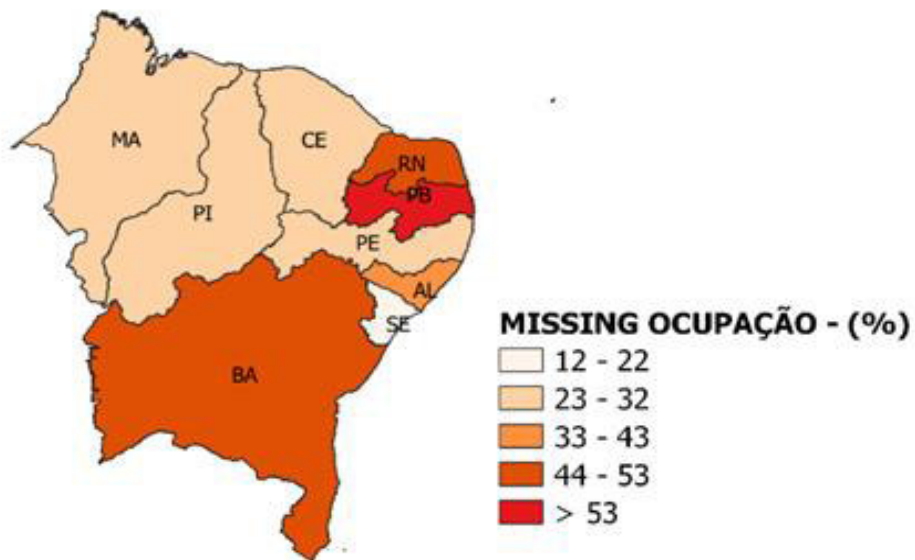 MA
CE
RN
PB
PI
PE
AL
SE
BA
MISSING OCUPAÇÃO - (%)
12 - 22
23 - 32
33 - 43
44 - 53
> 53